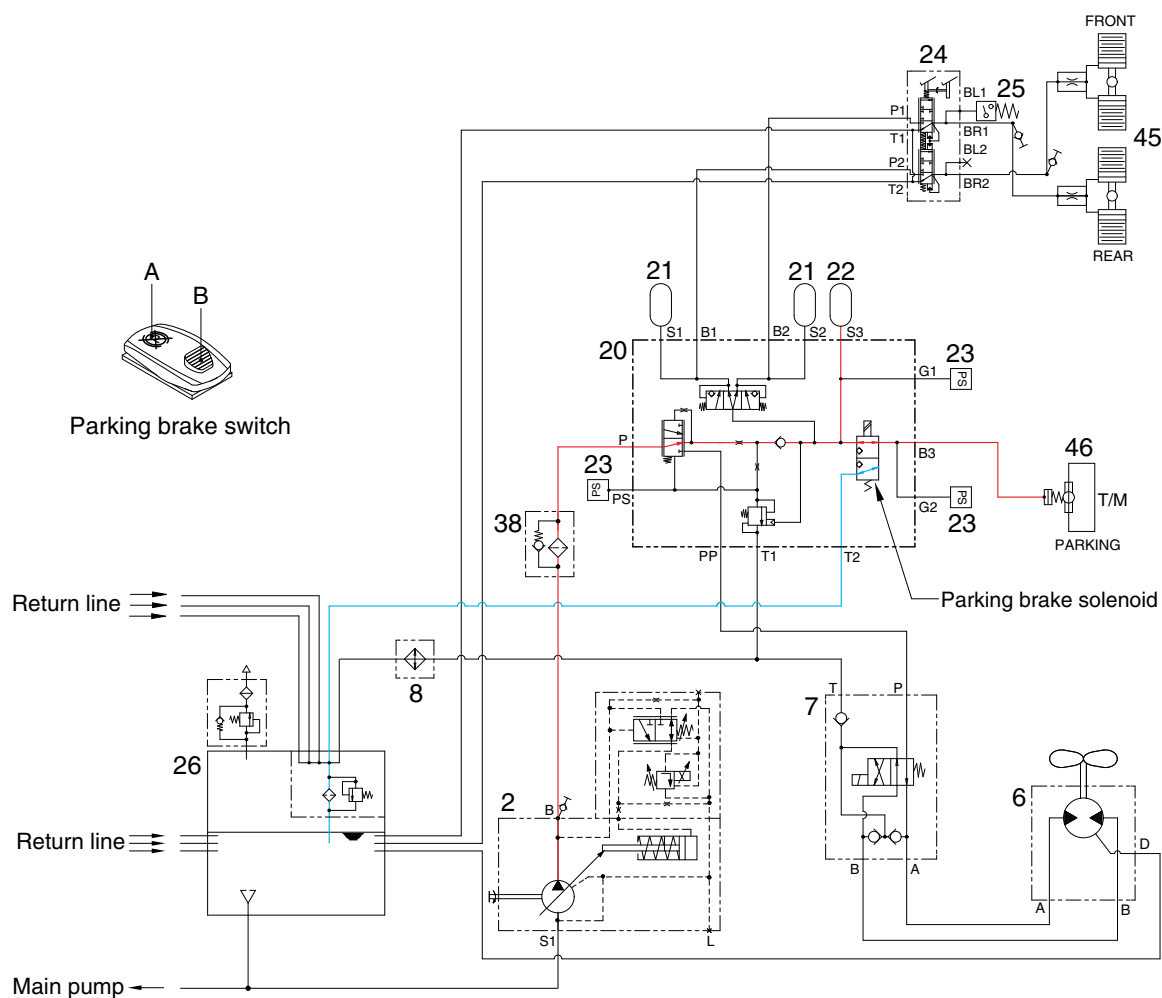 FRONT
24
BL1
25
P1
T1
BR1
BL2
P2
T2
BR2
45
REAR
A
B
Parking brake switch
21
21
22
S1
B1
B2
S2
S3
20
G1
23
PS
P
B3
46
23
PS
PS
G2
PS
23
T/M
PARKING
38
PP
T1
T2
Return line
Parking brake solenoid
8
T
P
7
26
2
B
6
Return line
D
B
A
A
B
S1
L
Main pump